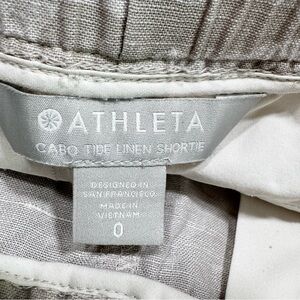 ATHLETA
CABO TIDE LINEN SHORTIE
DESIGNED IN
SAN FRANCISCO
MADE IN
VIETNAM
0